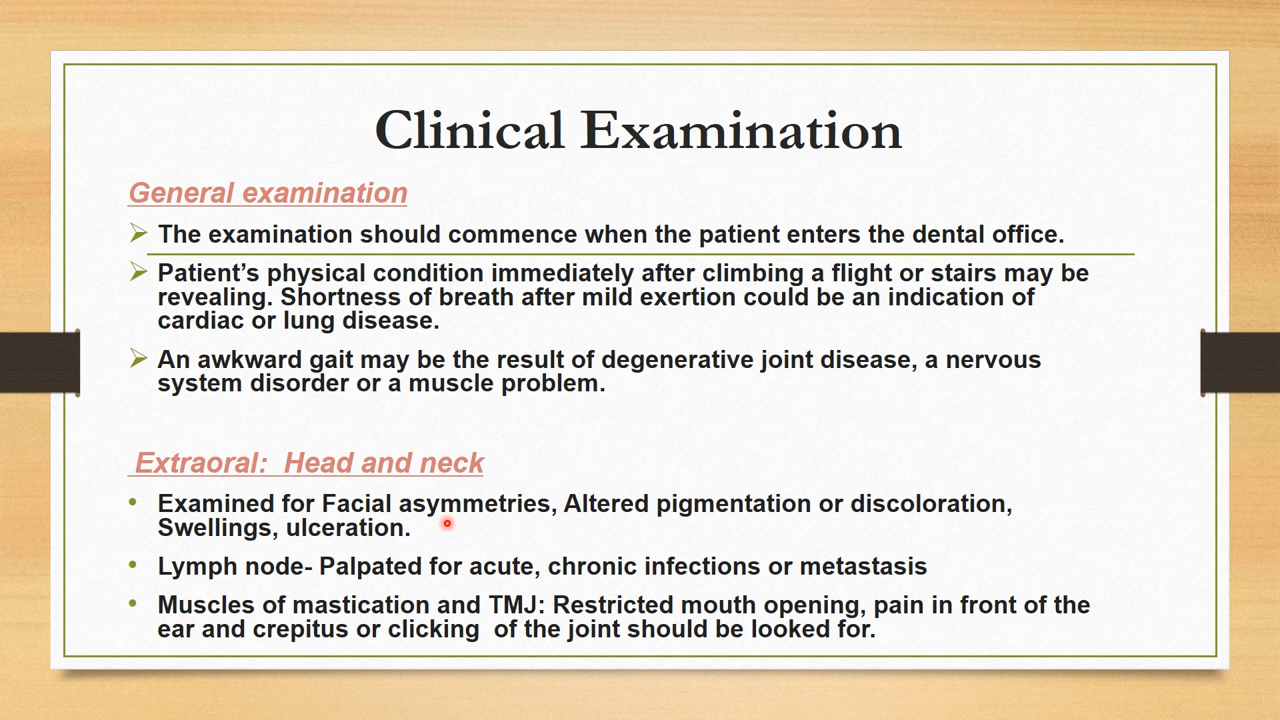 Clinical Examination
General examination
The examination should commence when the patient enters the dental office.
Patient’s physical condition immediately after climbing a flight or stairs may be
revealing. Shortness of breath after mild exertion could be an indication of
cardiac or lung disease.
An awkward gait may be the result of degenerative joint disease, a nervous
system disorder or a muscle problem.
Extraoral:  Head and neck
Examined for Facial asymmetries, Altered pigmentation or discoloration,
Swellings, ulceration.
Lymph node- Palpated for acute, chronic infections or metastasis
Muscles of mastication and TMJ: Restricted mouth opening, pain in front of the
ear and crepitus or clicking  of the joint should be looked for.